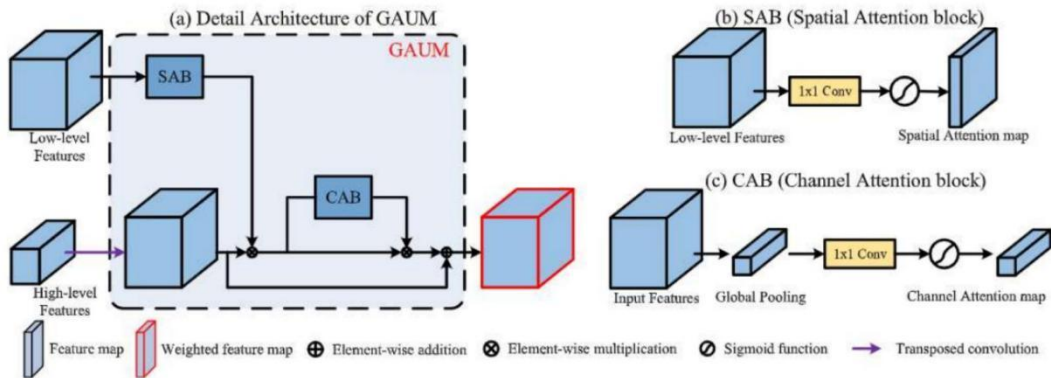 (a) Detail Architecture of GAUM
GAUM
SAB
Low-level
Features
CAB
High-level
Features
(b) SAB (Spatial Attention block)
1x1 Conv
Low-level Features
Spatial Attention map
(c) CAB (Channel Attention block)
1x1 Conv
Input Features
Global Pooling
Channel Attention map
Feature map
Weighted feature map
Element-wise addition
Element-wise multiplication
Sigmoid function
Transposed convolution